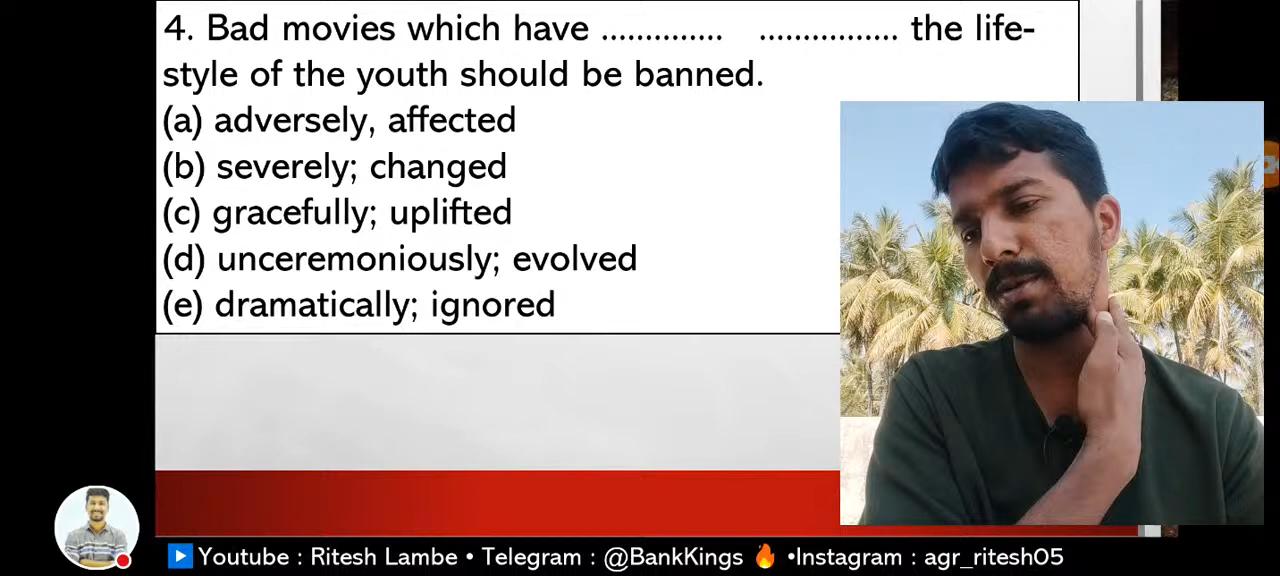 4. Bad movies which have .............. ................ the life-
style of the youth should be banned.
(a) adversely, affected
(b) severely; changed
(c) gracefully; uplifted
(d) unceremoniously; evolved
(e) dramatically; ignored
Youtube : Ritesh Lambe • Telegram : @BankKings 🔥 •Instagram : agr_ritesh05